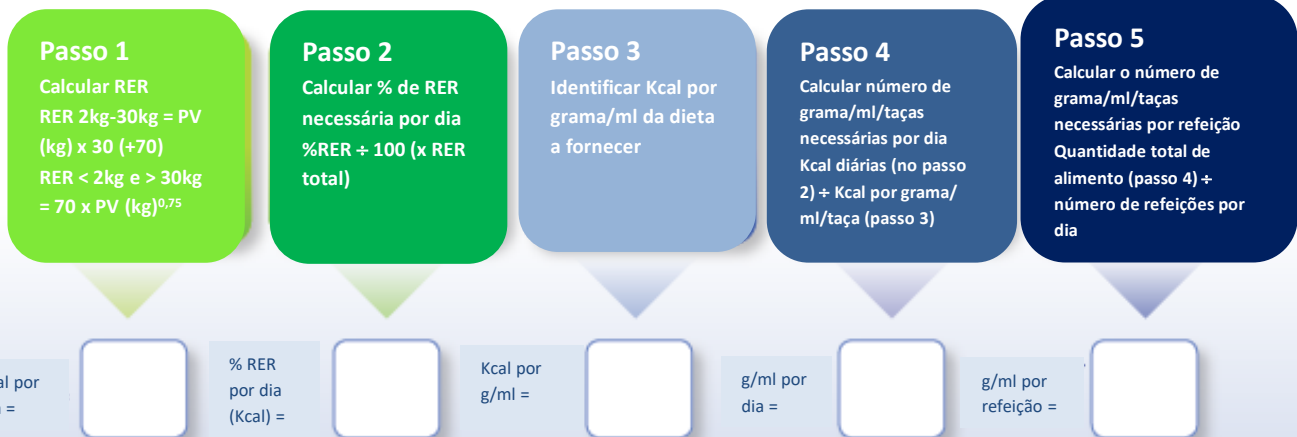 Passo 1
Calcular RER
RER 2kg-30kg = PV
(kg) x 30 (+70)
RER < 2kg e > 30kg
= 70 x PV (kg)0,75
Passo 2
Calcular % de RER
necessária por dia
%RER ÷ 100 (x RER
total)
Passo 3
Identificar Kcal por
grama/ml da dieta
a fornecer
Passo 4
Calcular número de
grama/ml/taças
necessárias por dia
Kcal diárias (no passo
2) ÷ Kcal por grama/
ml/taça (passo 3)
Passo 5
Calcular o número de
grama/ml/taças
necessárias por refeição
Quantidade total de
alimento (passo 4) ÷
número de refeições por
dia
al por
=
% RER
por dia
(Kcal) =
Kcal por
g/ml =
g/ml por
dia =
g/ml por
refeição =